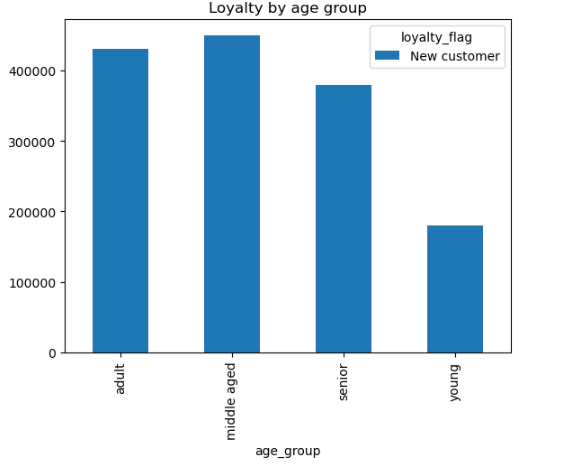 Loyalty by age group
loyalty_flag
New customer
400000
300000
200000
100000
0
adult
middle aged
senior
young
age_group